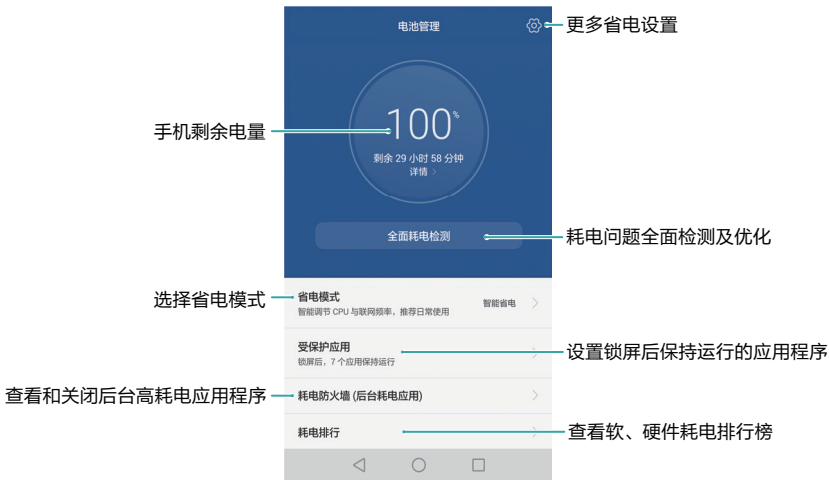 电池管理
更多省电设置
手机剩余电量
100%
剩余 29 小时 58 分钟
详情
全面耗电检测
耗电问题全面检测及优化
选择省电模式
省电模式
智能调节 CPU 与联网频率，推荐日常使用
智能省电
受保护应用
锁屏后，7 个应用保持运行
设置锁屏后保持运行的应用程序
查看和关闭后台高耗电应用程序
耗电防火墙 (后台耗电应用)
耗电排行
查看软、硬件耗电排行榜